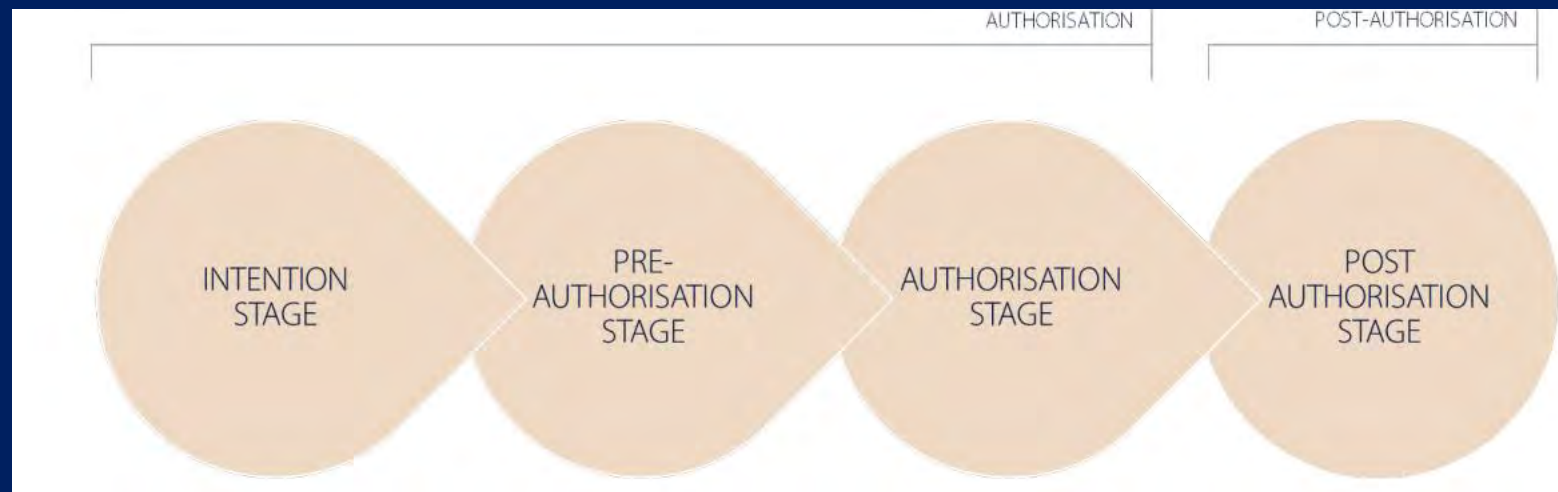 AUTHORISATION
POST-AUTHORISATION
INTENTION
STAGE
PRE-
AUTHORISATION
STAGE
AUTHORISATION
STAGE
POST
AUTHORISATION
STAGE